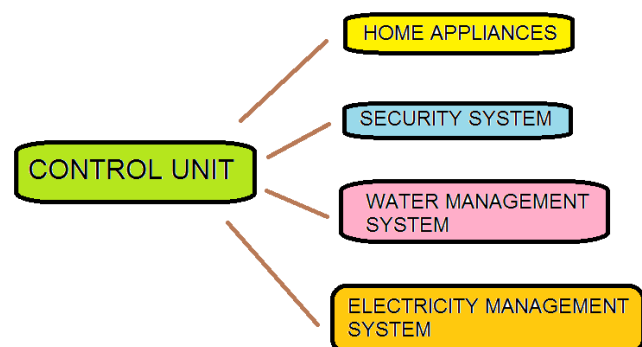 HOME APPLIANCES
SECURITY SYSTEM
CONTROL UNIT
WATER MANAGEMENT
SYSTEM
ELECTRICITY MANAGEMENT
SYSTEM